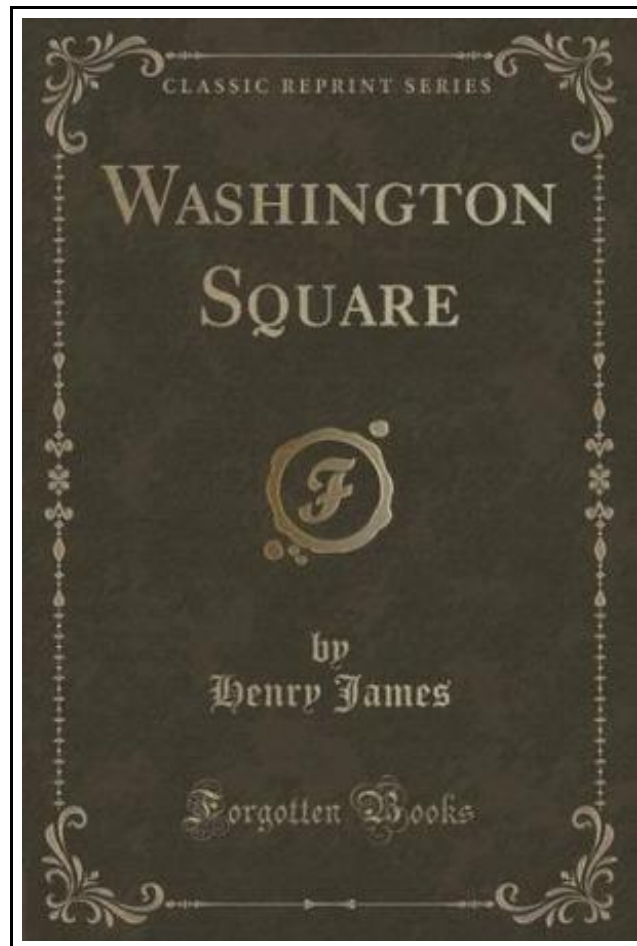 CLASSIC REPRINT SERIES
WASHINGTON
SQUARE
F
by
Henry James
Forgotten Books